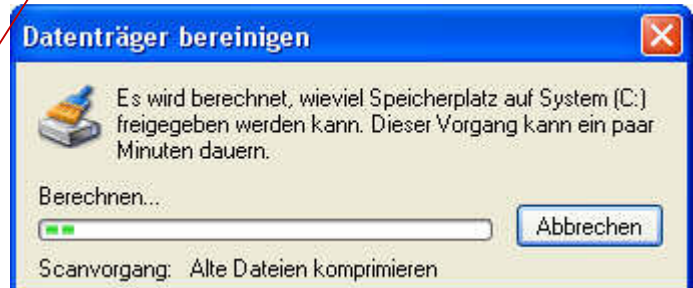 Datenträger bereinigen
Es wird berechnet, wieviel Speicherplatz auf System (C:)
freigegeben werden kann. Dieser Vorgang kann ein paar
Minuten dauern.
Berechnen...
Abbrechen
Scanvorgang: Alte Dateien komprimieren